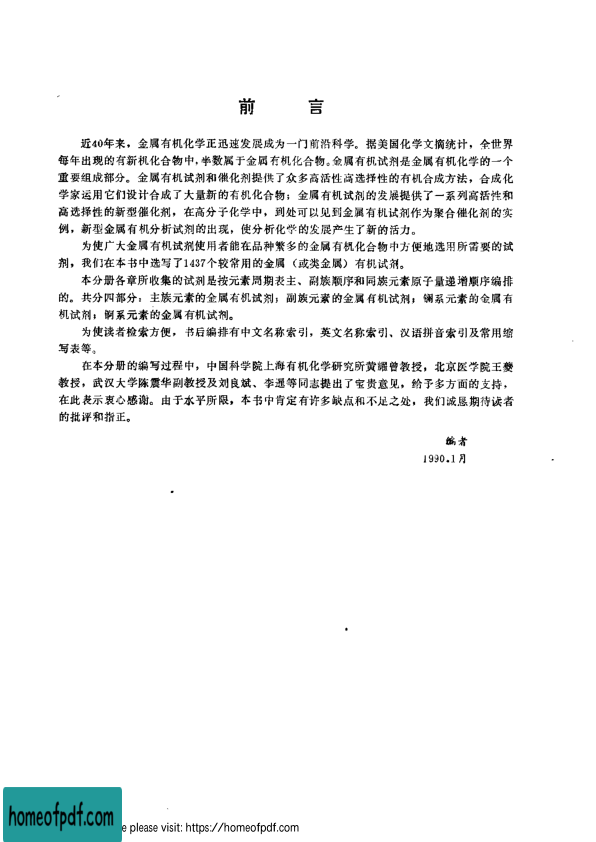 前 言
近40年来，金属有机化学正迅速发展成为一门前沿科学。据美国化学文摘统计，全世界
每年出现的有新机化合物中，半数属于金属有机化合物。金属有机试剂是金属有机化学的一个
重要组成部分。金属有机试剂和催化剂提供了众多高活性高选择性的有机合成方法，合成化
学家运用它们设计合成了大量新的有机化合物；金属有机试剂的发展提供了一系列高活性和
高选择性的新型催化剂，在高分子化学中，到处可以见到金属有机试剂作为聚合催化剂的实
例，新型金属有机分析试剂的出现，使分析化学的发展产生了新的活力。
为使广大金属有机试剂使用者能在品种繁多的金属有机化合物中方便地选用所需要的试
剂，我们在本书中选写了1437个较常用的金属（或类金属）有机试剂。
本分册各章所收集的试剂是按元素周期表主、副族顺序和同族元素原子量递增顺序编排
的。共分四部分：主族元素的金属有机试剂；副族元素的金属有机试剂；镧系元素的金属有
机试剂；锕系元素的金属有机试剂。
为使读者检索方便，书后编排有中文名称索引，英文名称索引、汉语拼音索引及常用缩
写表等。
在本分册的编写过程中，中国科学院上海有机化学研究所黄耀曾教授，北京医学院王夔
教授，武汉大学陈震华副教授及刘良斌、李遥等同志提出了宝贵意见，给予多方面的支持，
在此表示衷心感谢。由于水平所限，本书中肯定有许多缺点和不足之处，我们诚恳期待读者
的批评和指正。
编者
1990.1月
homeofpdf.com
e please visit: https://homeofpdf.com